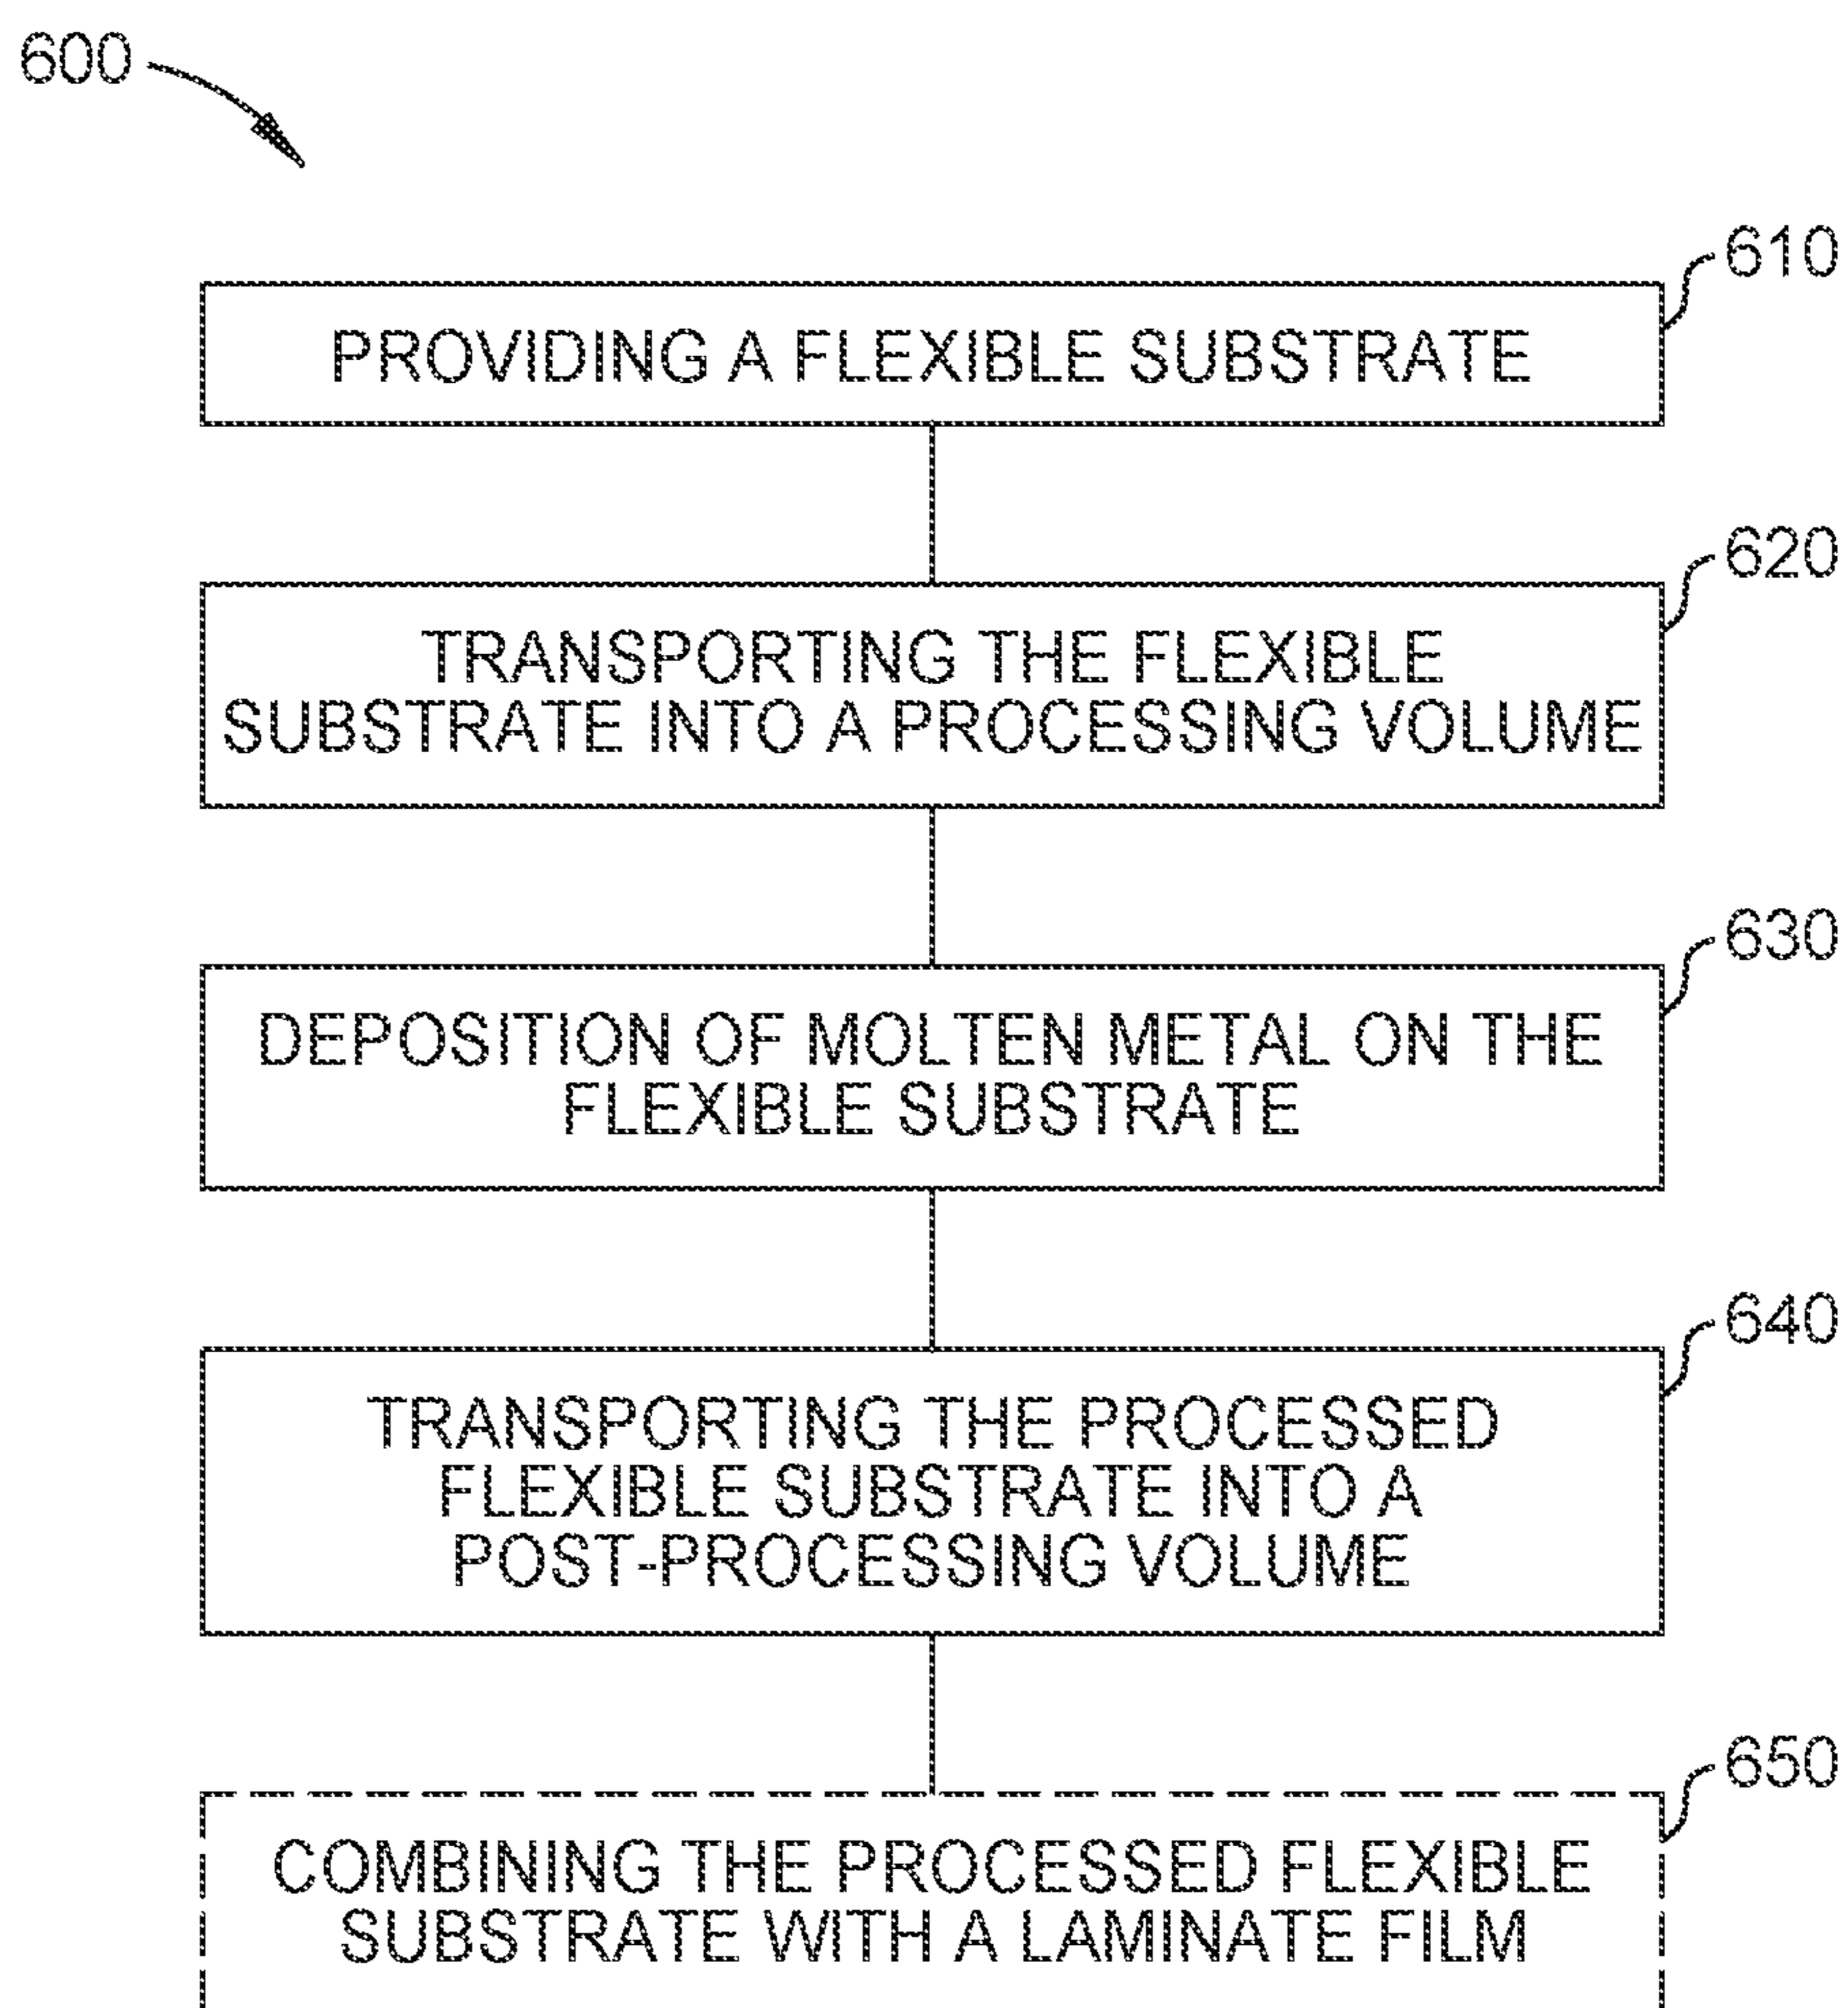 600
610
PROVIDING A FLEXIBLE SUBSTRATE
620
TRANSPORTING THE FLEXIBLE
SUBSTRATE INTO A PROCESSING VOLUME
630
DEPOSITION OF MOLTEN METAL ON THE
FLEXIBLE SUBSTRATE
640
TRANSPORTING THE PROCESSED
FLEXIBLE SUBSTRATE INTO A
POST-PROCESSING VOLUME
650
COMBINING THE PROCESSED FLEXIBLE
SUBSTRATE WITH A LAMINATE FILM